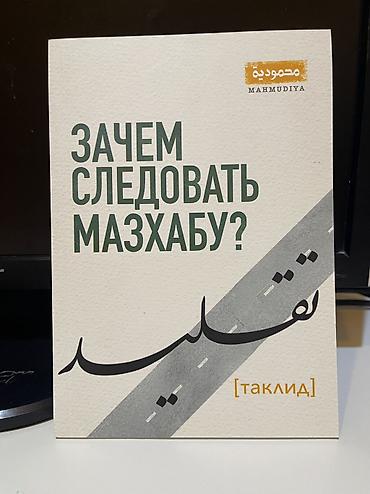 محمودية
MAHMUDIYA
ЗАЧЕМ
СЛЕДОВАТЬ
МАЗХАБУ?
تقليد
[таклид]